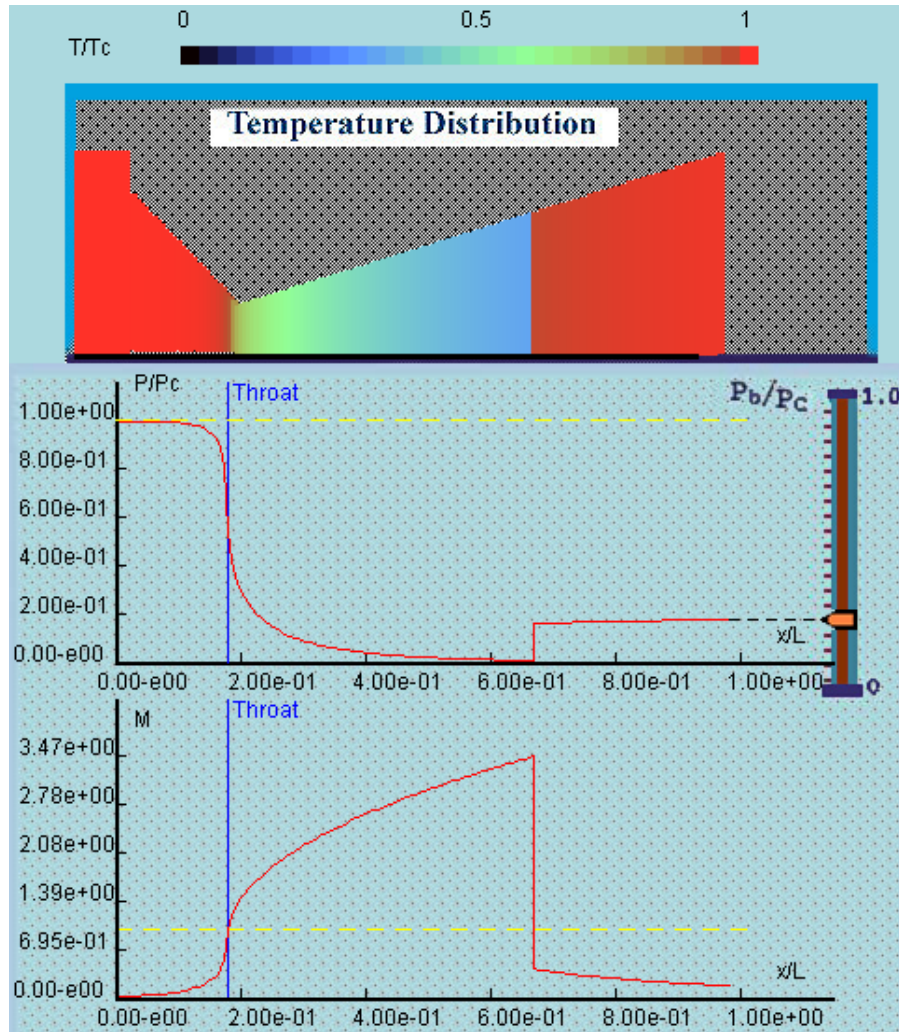 0 0.5 1
T/Tc
Temperature Distribution
P/Pc
Throat
Pb/Pc
1.0
1.00e+00
8.00e-01
6.00e-01
4.00e-01
2.00e-01
0.00-e00
x/L
0
0.00-e00 2.00e-01 4.00e-01 6.00e-01 8.00e-01 1.00e+00
M
Throat
3.47e+00
2.78e+00
2.08e+00
1.39e+00
6.95e-01
0.00-e00
x/L
0.00-e00 2.00e-01 4.00e-01 6.00e-01 8.00e-01 1.00e+00